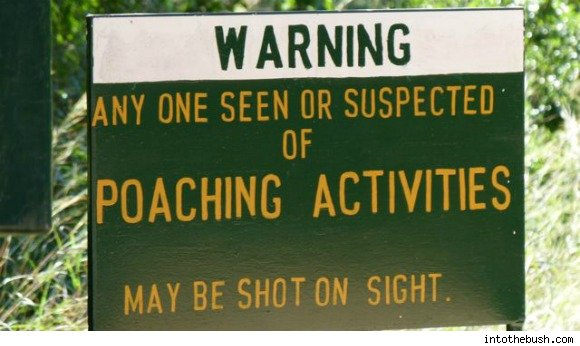 WARNING
ANY ONE SEEN OR SUSPECTED
OF
POACHING ACTIVITIES
MAY BE SHOT ON SIGHT.
intothebush.com